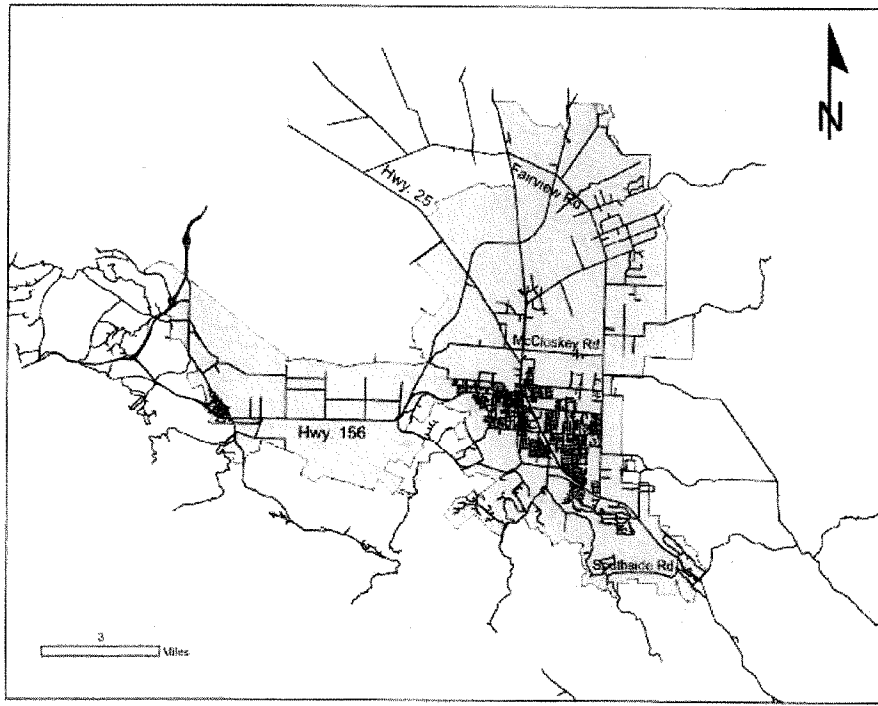 N
Hwy. 25
Fairview Rd
McCloskey Rd
Hwy. 156
Southside Rd
3
Miles